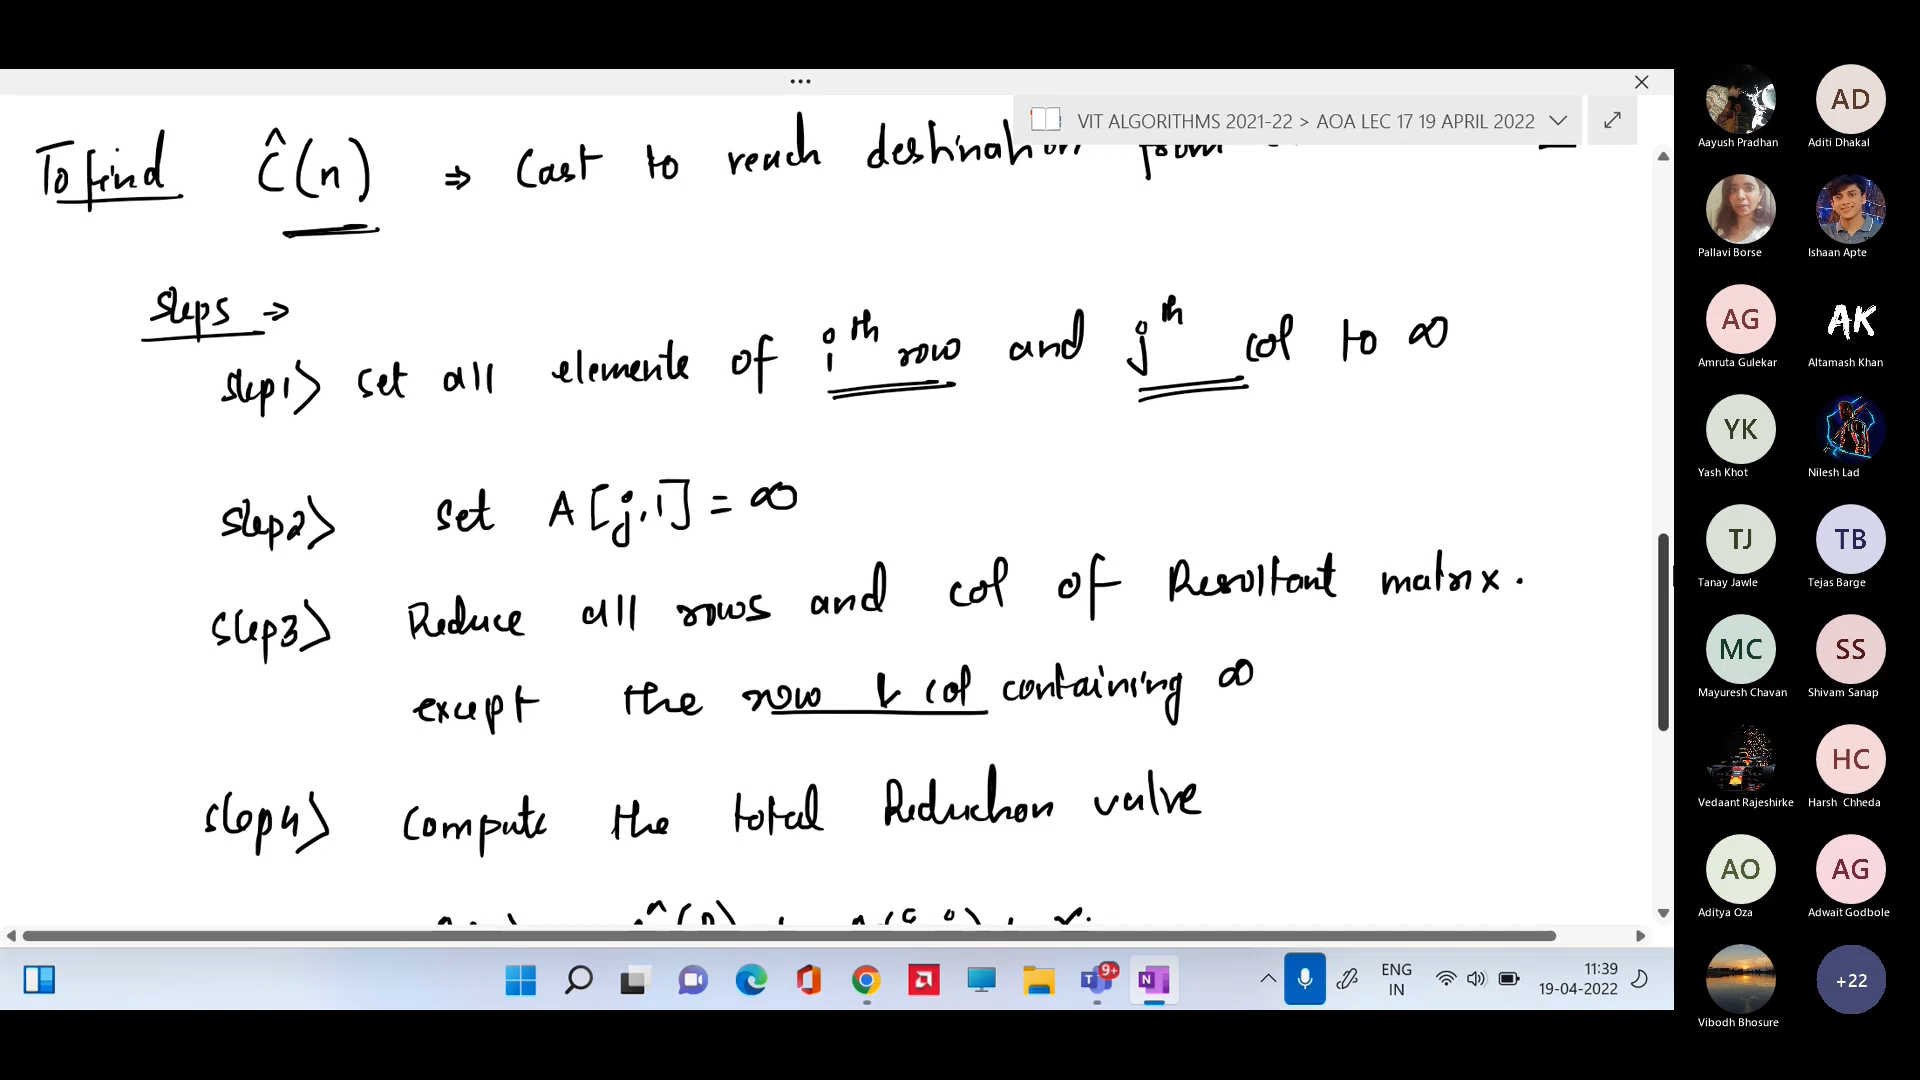 ...
VIT ALGORITHMS 2021-22 > AOA LEC 17 19 APRIL 2022
To find Ĉ(n) ⇒ Cost to reach destination from
steps →
step1> set all elements of i th row and j th col to ∞
step2> set A[j,1] = ∞
step3> Reduce all rows and col of Resultant matrix.
except the row & col containing ∞
step4> compute the total Reduction value
ENG
IN
11:39
19-04-2022
9+
AD
Aayush Pradhan
Aditi Dhakal
Pallavi Borse
Ishaan Apte
AG
AK
Amruta Gulekar
Altamash Khan
YK
Yash Khot
Nilesh Lad
TJ
TB
Tanay Jawle
Tejas Barge
MC
SS
Mayuresh Chavan
Shivam Sanap
HC
Vedaant Rajeshirke
Harsh Chheda
AO
AG
Aditya Oza
Adwait Godbole
+22
Vibodh Bhosure